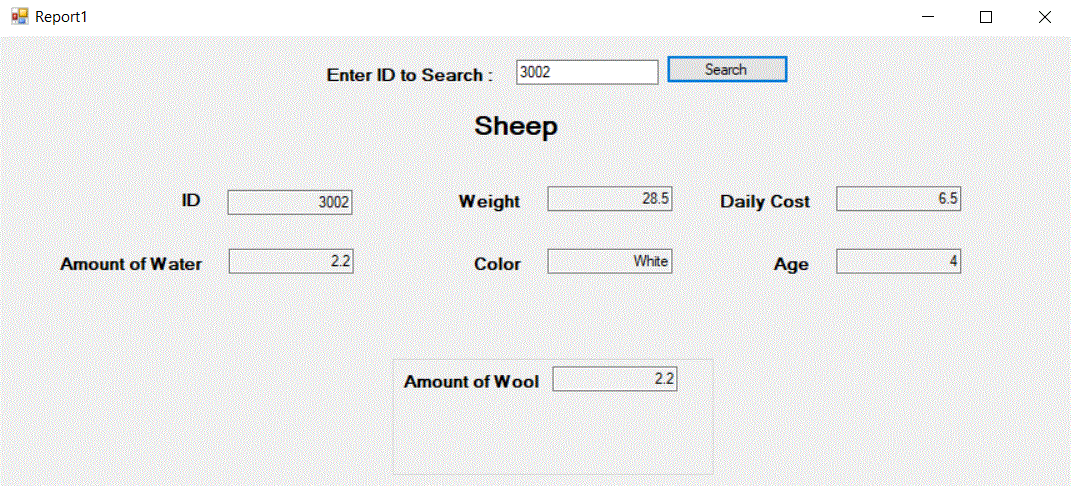 Report1
Enter ID to Search : 3002 Search
Sheep
ID 3002 Weight 28.5 Daily Cost 6.5
Amount of Water 2.2 Color White Age 4
Amount of Wool 2.2